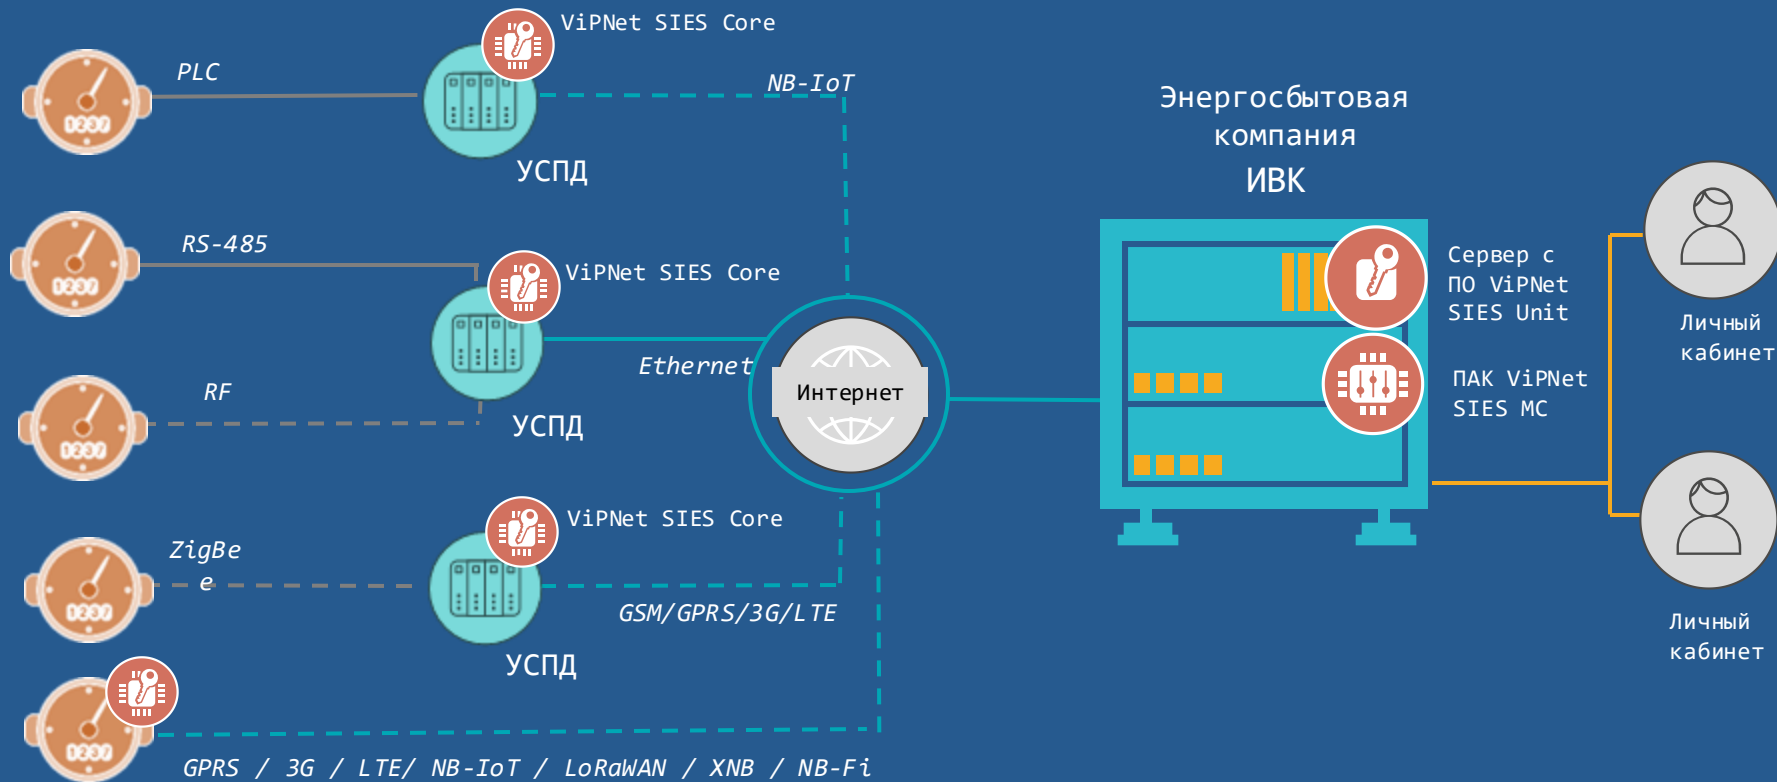 ViPNet SIES Core
PLC
NB-IoT
УСПД
RS-485
ViPNet SIES Core
Ethernet
RF
УСПД
Интернет
ZigBe
e
ViPNet SIES Core
GSM/GPRS/3G/LTE
УСПД
GPRS / 3G / LTE/ NB-IoT / LoRaWAN / XNB / NB-Fi
Энергосбытовая
компания
ИВК
Сервер с
ПО ViPNet
SIES Unit
ПАК ViPNet
SIES MC
Личный
кабинет
Личный
кабинет